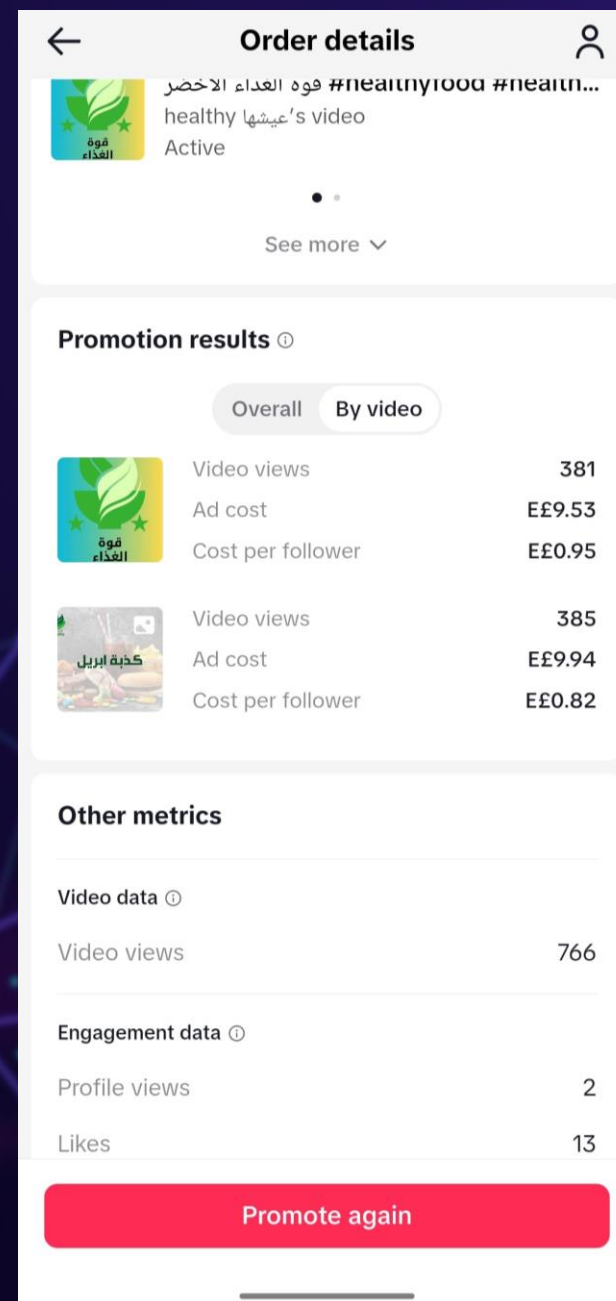 Order details
قوة الغذاء الأخضر #healthyfood #health...
healthy عيشها's video
قوة
الغذاء
Active
See more
Promotion results
Overall
By video
Video views 381
Ad cost E£9.53
Cost per follower E£0.95
قوة
الغذاء
Video views 385
Ad cost E£9.94
Cost per follower E£0.82
كذبة ابريل
Other metrics
Video data
Video views 766
Engagement data
Profile views 2
Likes 13
Promote again